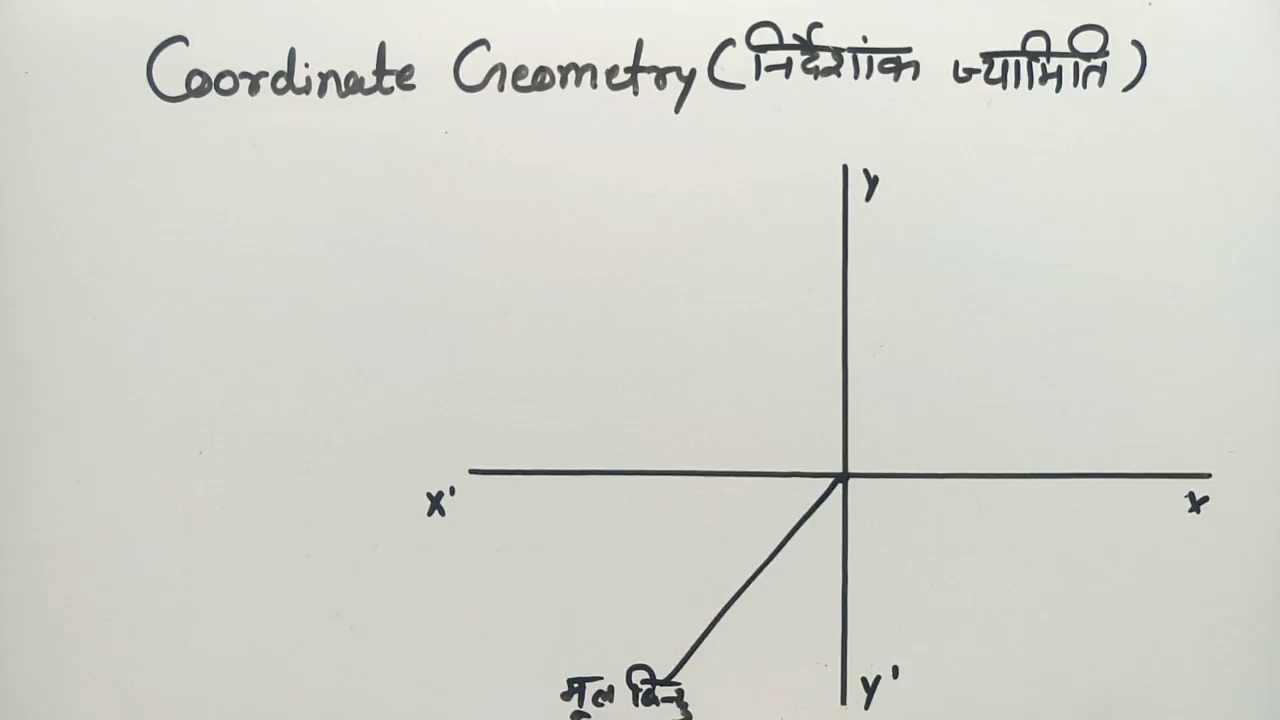 Coordinate Geometry (निर्देशांक ज्यामिति)
y
x'
x
मूल बिन्दु
y'